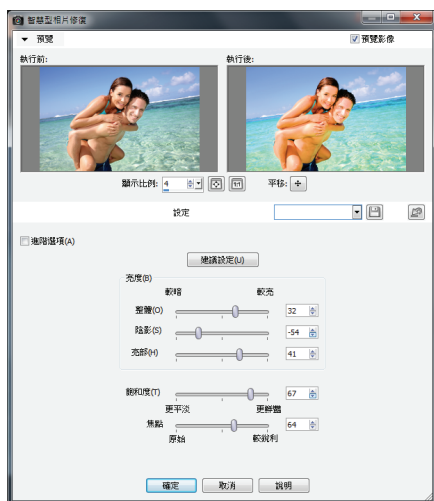 智慧型相片修復
預覽
預覽影像
執行前:
執行後:
顯示比例: 4
1:1
平移:
設定
進階選項(A)
建議設定(U)
亮度(B)
較暗 較亮
整體(O) 32
陰影(S) -54
亮部(H) 41
飽和度(T) 67
更平淡 更鮮豔
焦點 64
原始 較銳利
確定 取消 說明